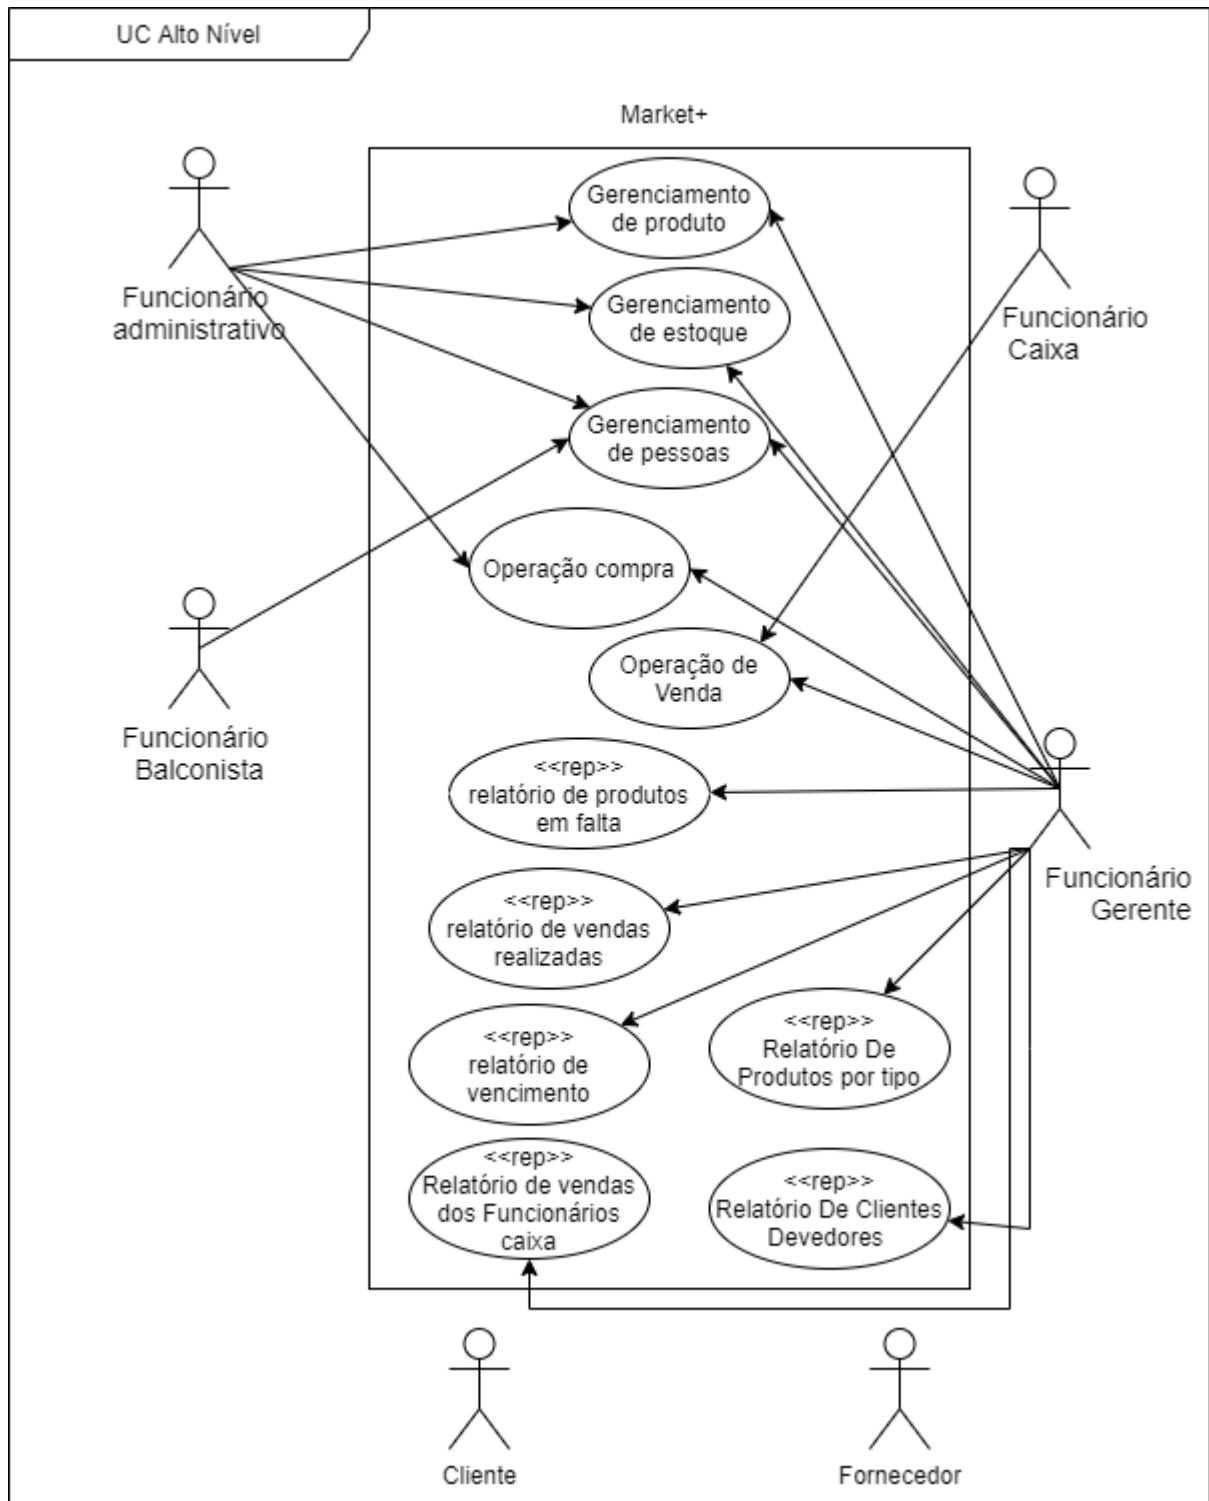 UC Alto Nível
Market+
Gerenciamento
de produto
Funcionário
administrativo
Gerenciamento
de estoque
Funcionário
Caixa
Gerenciamento
de pessoas
Operação compra
Operação de
Venda
Funcionário
Balconista
<<rep>>
relatório de produtos
em falta
Funcionário
Gerente
<<rep>>
relatório de vendas
realizadas
<<rep>>
relatório de
vencimento
<<rep>>
Relatório De
Produtos por tipo
<<rep>>
Relatório de vendas
dos Funcionários
caixa
<<rep>>
Relatório De Clientes
Devedores
Cliente
Fornecedor